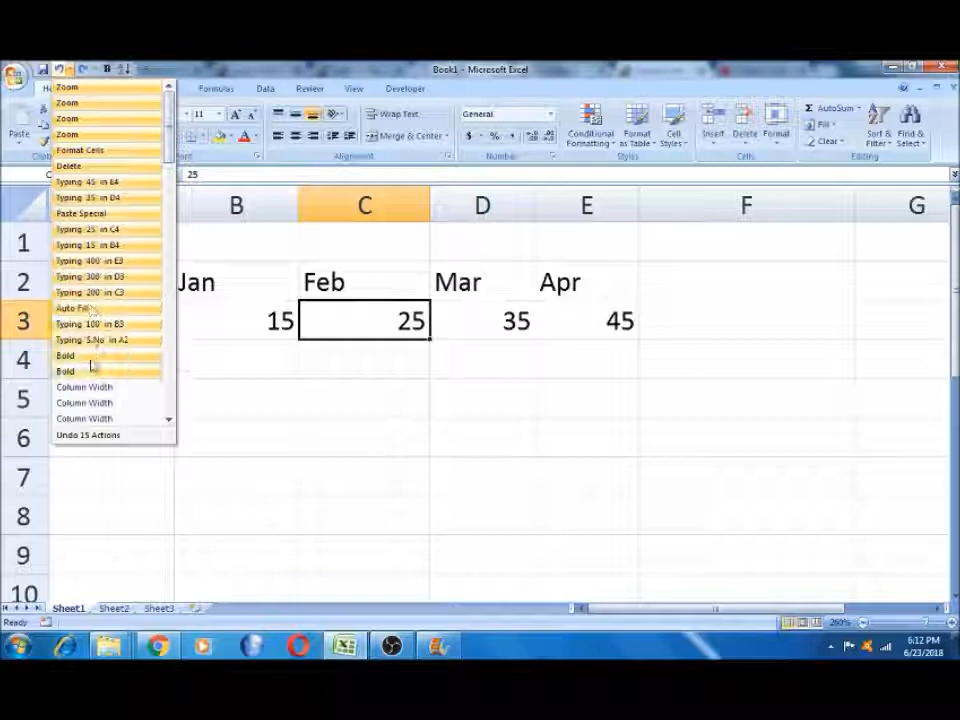 Book1 - Microsoft Excel
Formulas Data Review View Developer
11 Wrap Text General AutoSum
Paste Merge & Center Conditional Formatting Format as Table Cell Styles Insert Delete Format Fill Clear Sort & Filter Find & Select
Alignment Number Styles Cells Editing
25
B C D E F G
1
2 Jan Feb Mar Apr
3 15 25 35 45
4
5
6
7
8
9
10
Zoom
Zoom
Zoom
Zoom
Format Cells
Delete
Typing '45' in E4
Typing '35' in D4
Paste Special
Typing '25' in C4
Typing '15' in B4
Typing '400' in E3
Typing '300' in D3
Typing '200' in C3
Auto Fill
Typing '100' in B3
Typing 'S.No' in A2
Bold
Bold
Column Width
Column Width
Column Width
Undo 15 Actions
Sheet1 Sheet2 Sheet3
Ready 260%
6:12 PM
6/23/2018